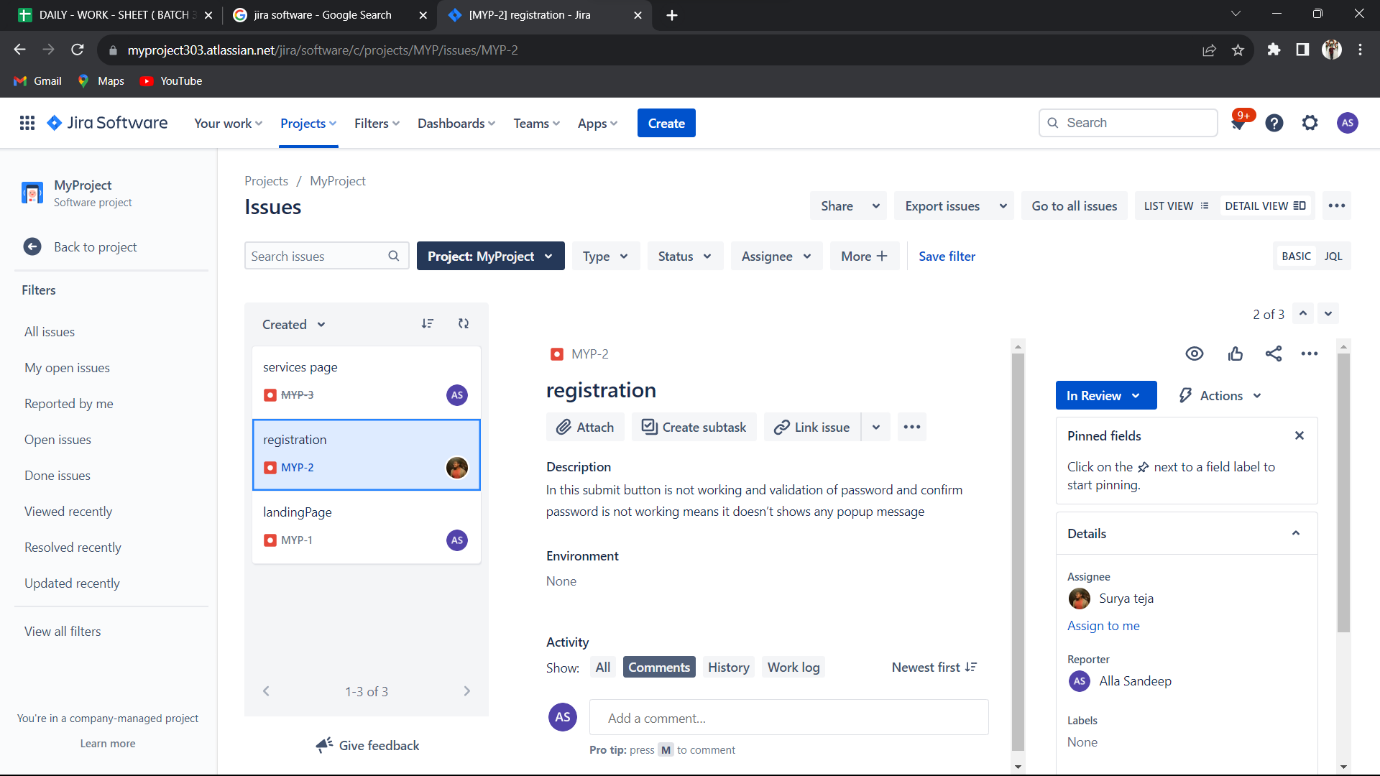 DAILY - WORK - SHEET ( BATCH 3
jira software - Google Search
[MYP-2] registration - Jira
myproject303.atlassian.net/jira/software/c/projects/MYP/issues/MYP-2
Gmail Maps YouTube
Jira Software Your work Projects Filters Dashboards Teams Apps Create Search 9+ AS
MyProject
Software project
Back to project
Filters
All issues
My open issues
Reported by me
Open issues
Done issues
Viewed recently
Resolved recently
Updated recently
View all filters
You're in a company-managed project
Learn more
Projects / MyProject
Issues
Share Export issues Go to all issues LIST VIEW DETAIL VIEW
Search issues Project: MyProject Type Status Assignee More + Save filter BASIC JQL
Created
services page
MYP-3 AS
registration
MYP-2
landingPage
MYP-1 AS
1-3 of 3
Give feedback
2 of 3
MYP-2
registration
Attach Create subtask Link issue
Description
In this submit button is not working and validation of password and confirm
password is not working means it doesn't shows any popup message
Environment
None
Activity
Show: All Comments History Work log Newest first
AS Add a comment...
Pro tip: press M to comment
In Review Actions
Pinned fields
Click on the next to a field label to
start pinning.
Details
Assignee
Surya teja
Assign to me
Reporter
AS Alla Sandeep
Labels
None